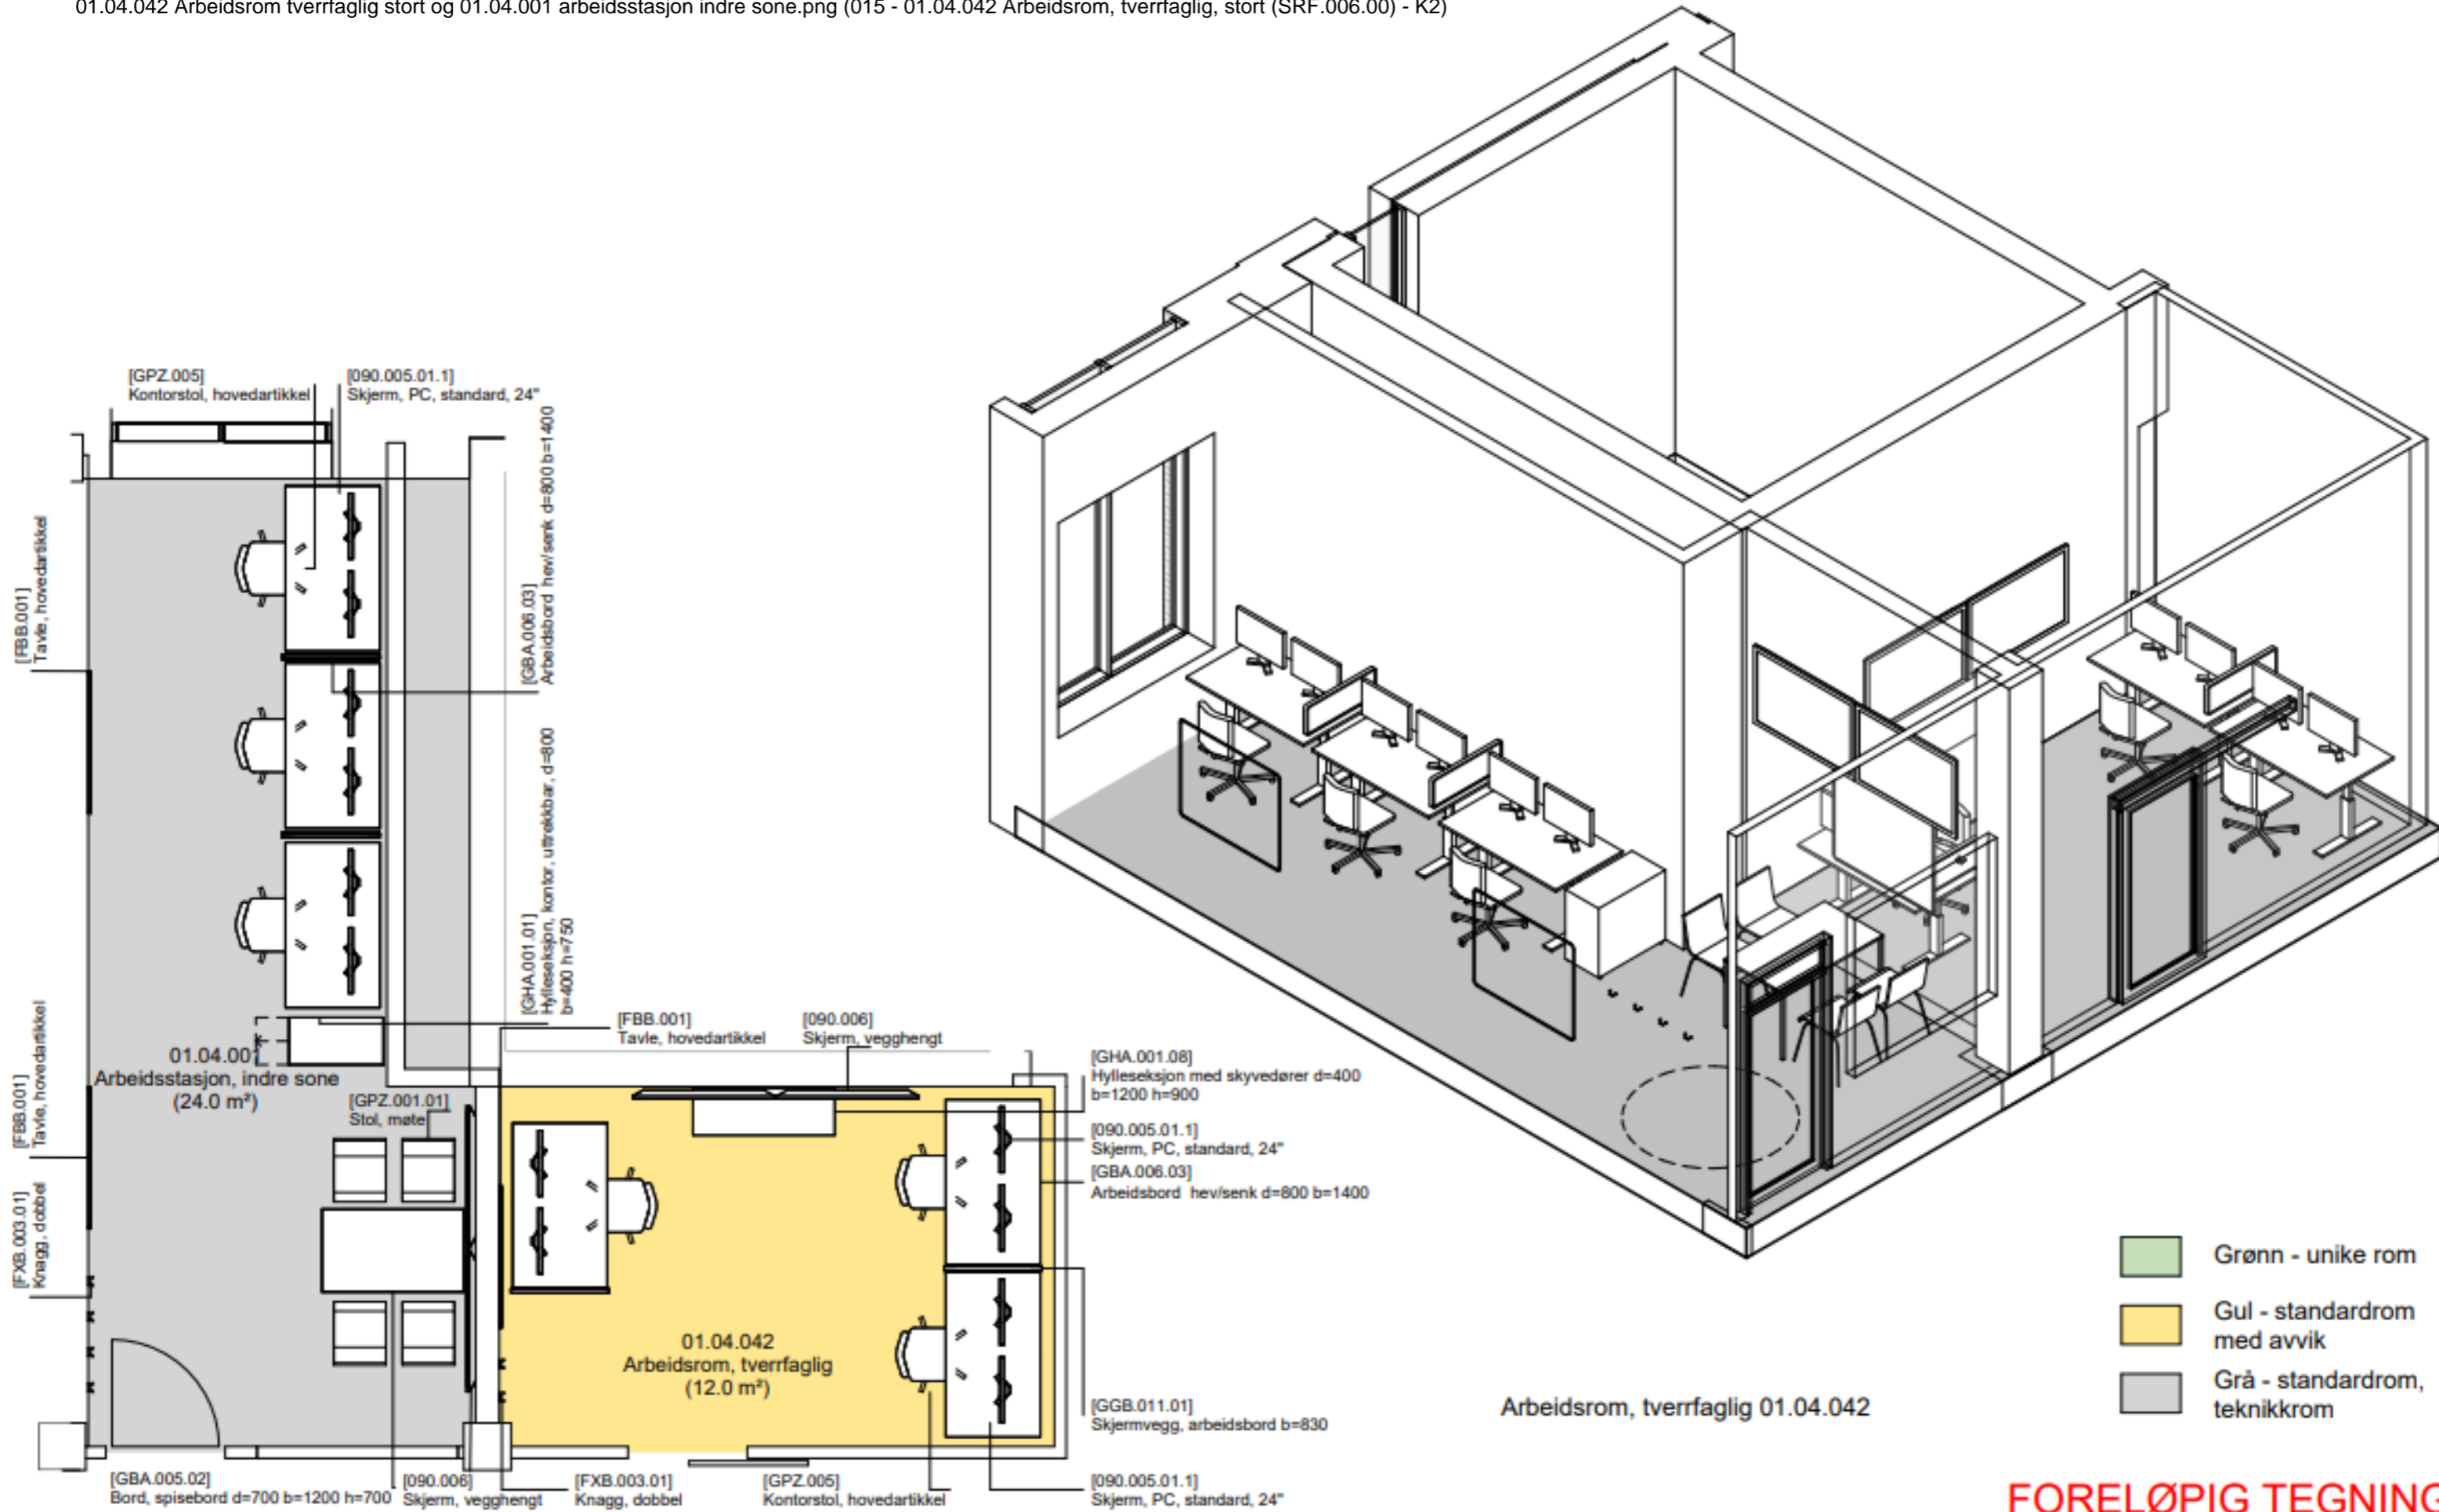 01.04.042 Arbeidsrom tverrfaglig stort og 01.04.001 arbeidsstasjon indre sone.png (015 - 01.04.042 Arbeidsrom, tverrfaglig, stort (SRF.006.00) - K2)
[GPZ.005]
Kontorstol, hovedartikkel
[090.005.01.1]
Skjerm, PC, standard, 24"
[FBB.001]
Tavle, hovedartikkel
[GBA.006.03]
Arbeidsbord hev/senk d=800 b=1400
[GHA.001.01]
Hylleseksjon, kontor, uttrekkbar, d=800
b=400 h=750
[FBB.001]
Tavle, hovedartikkel
[FXB.003.01]
Knagg, dobbel
01.04.001
Arbeidsstasjon, indre sone
(24.0 m²)
[GPZ.001.01]
Stol, møte
[FBB.001]
Tavle, hovedartikkel
[090.006]
Skjerm, vegghengt
[GHA.001.08]
Hylleseksjon med skyvedører d=400
b=1200 h=900
[090.005.01.1]
Skjerm, PC, standard, 24"
[GBA.006.03]
Arbeidsbord hev/senk d=800 b=1400
01.04.042
Arbeidsrom, tverrfaglig
(12.0 m²)
[GGB.011.01]
Skjermvegg, arbeidsbord b=830
[GBA.005.02]
Bord, spisebord d=700 b=1200 h=700
[090.006]
Skjerm, vegghengt
[FXB.003.01]
Knagg, dobbel
[GPZ.005]
Kontorstol, hovedartikkel
[090.005.01.1]
Skjerm, PC, standard, 24"
Arbeidsrom, tverrfaglig 01.04.042
Grønn - unike rom
Gul - standardrom
med avvik
Grå - standardrom,
teknikkrom
FORELØPIG TEGNING